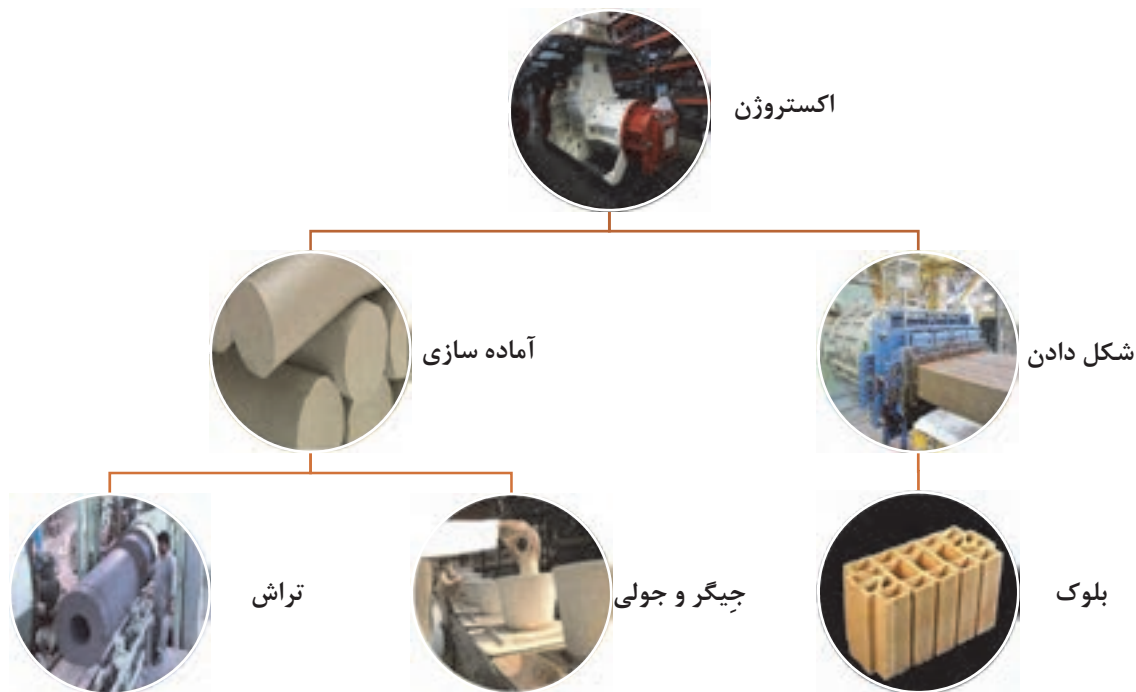 اکستروژن
شکل دادن
آماده سازی
بلوک
جِیگر و جولی
تراش